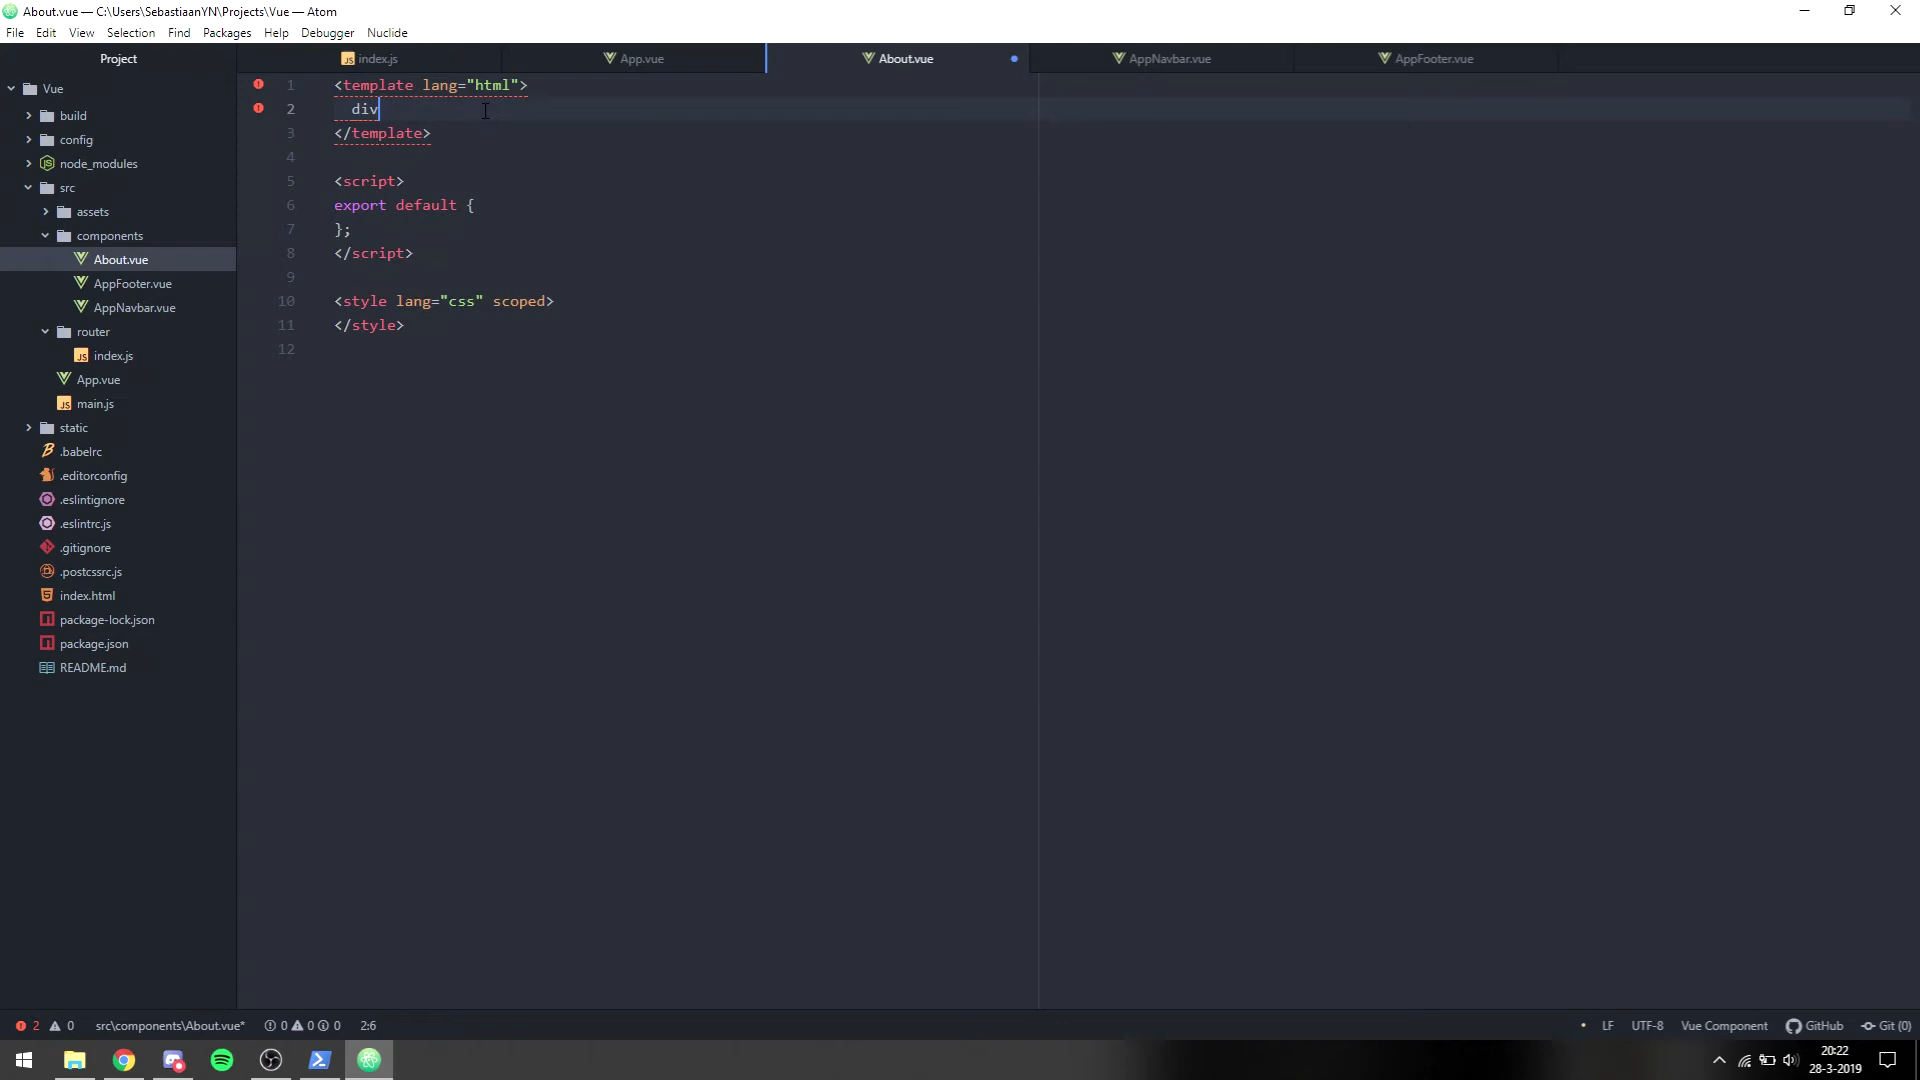 About.vue — C:\Users\SebastiaanYN\Projects\Vue — Atom
File Edit View Selection Find Packages Help Debugger Nuclide
Project
index.js App.vue About.vue AppNavbar.vue AppFooter.vue
Vue
build
config
node_modules
src
assets
components
About.vue
AppFooter.vue
AppNavbar.vue
router
index.js
App.vue
main.js
static
.babelrc
.editorconfig
.eslintignore
.eslintrc.js
.gitignore
.postcssrc.js
index.html
package-lock.json
package.json
README.md
1 <template lang="html">
2 div
3 </template>
4
5 <script>
6 export default {
7 };
8 </script>
9
10 <style lang="css" scoped>
11 </style>
12
2 0 src\components\About.vue* 0 0 0 2:6 LF UTF-8 Vue Component GitHub Git (0)
20:22
28-3-2019